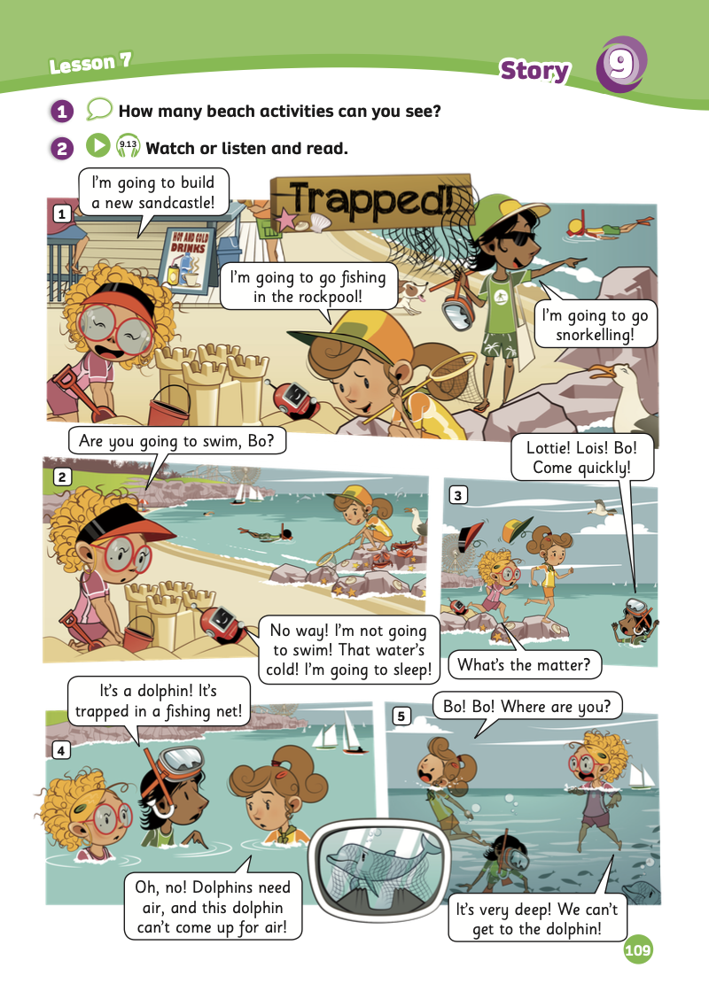 Lesson 7
Story 9
1 How many beach activities can you see?
2 9.13 Watch or listen and read.
Trapped!
1
I'm going to build
a new sandcastle!
HOT AND COLD
DRINKS
I'm going to go fishing
in the rockpool!
I'm going to go
snorkelling!
2
Are you going to swim, Bo?
No way! I'm not going
to swim! That water's
cold! I'm going to sleep!
3
Lottie! Lois! Bo!
Come quickly!
What's the matter?
4
It's a dolphin! It's
trapped in a fishing net!
Oh, no! Dolphins need
air, and this dolphin
can't come up for air!
5
Bo! Bo! Where are you?
It's very deep! We can't
get to the dolphin!
109